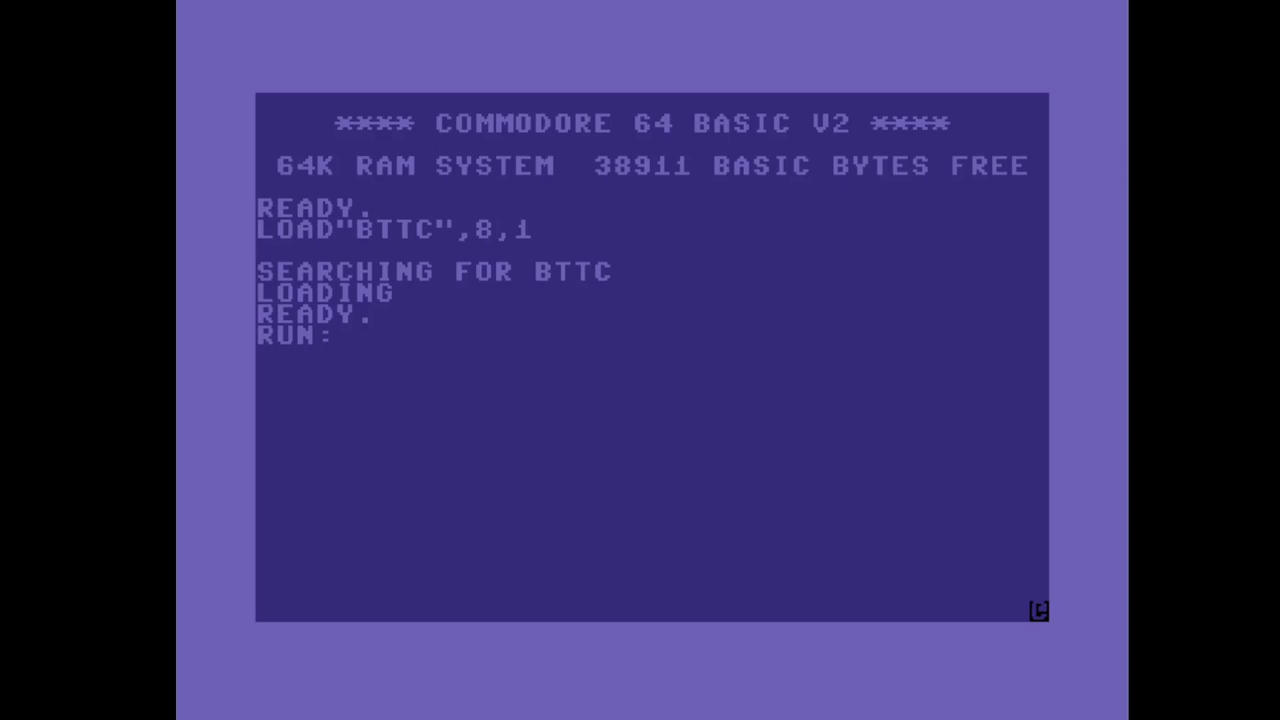 **** COMMODORE 64 BASIC V2 ****
64K RAM SYSTEM  38911 BASIC BYTES FREE
READY.
LOAD"BTTC",8,1
SEARCHING FOR BTTC
LOADING
READY.
RUN: